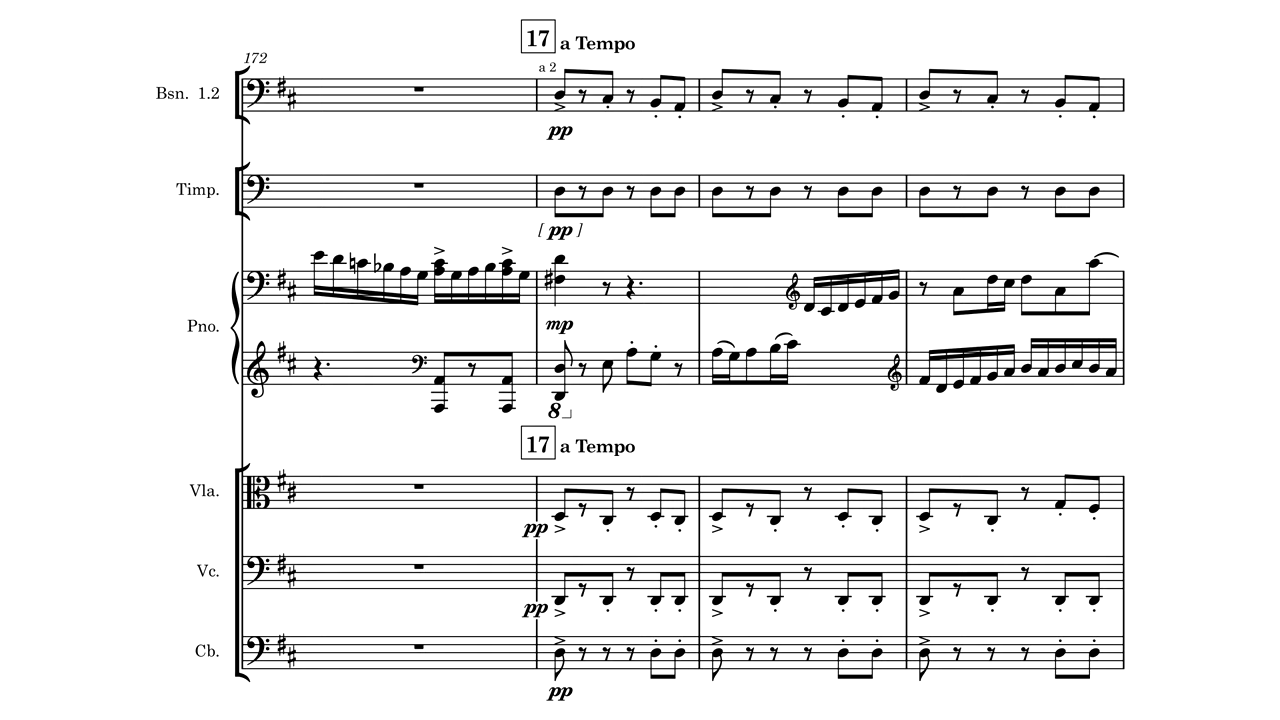 17 a Tempo
172
a 2
Bsn. 1.2
pp
Timp.
[ pp ]
Pno.
mp
8
17 a Tempo
Vla.
pp
Vc.
pp
Cb.
pp